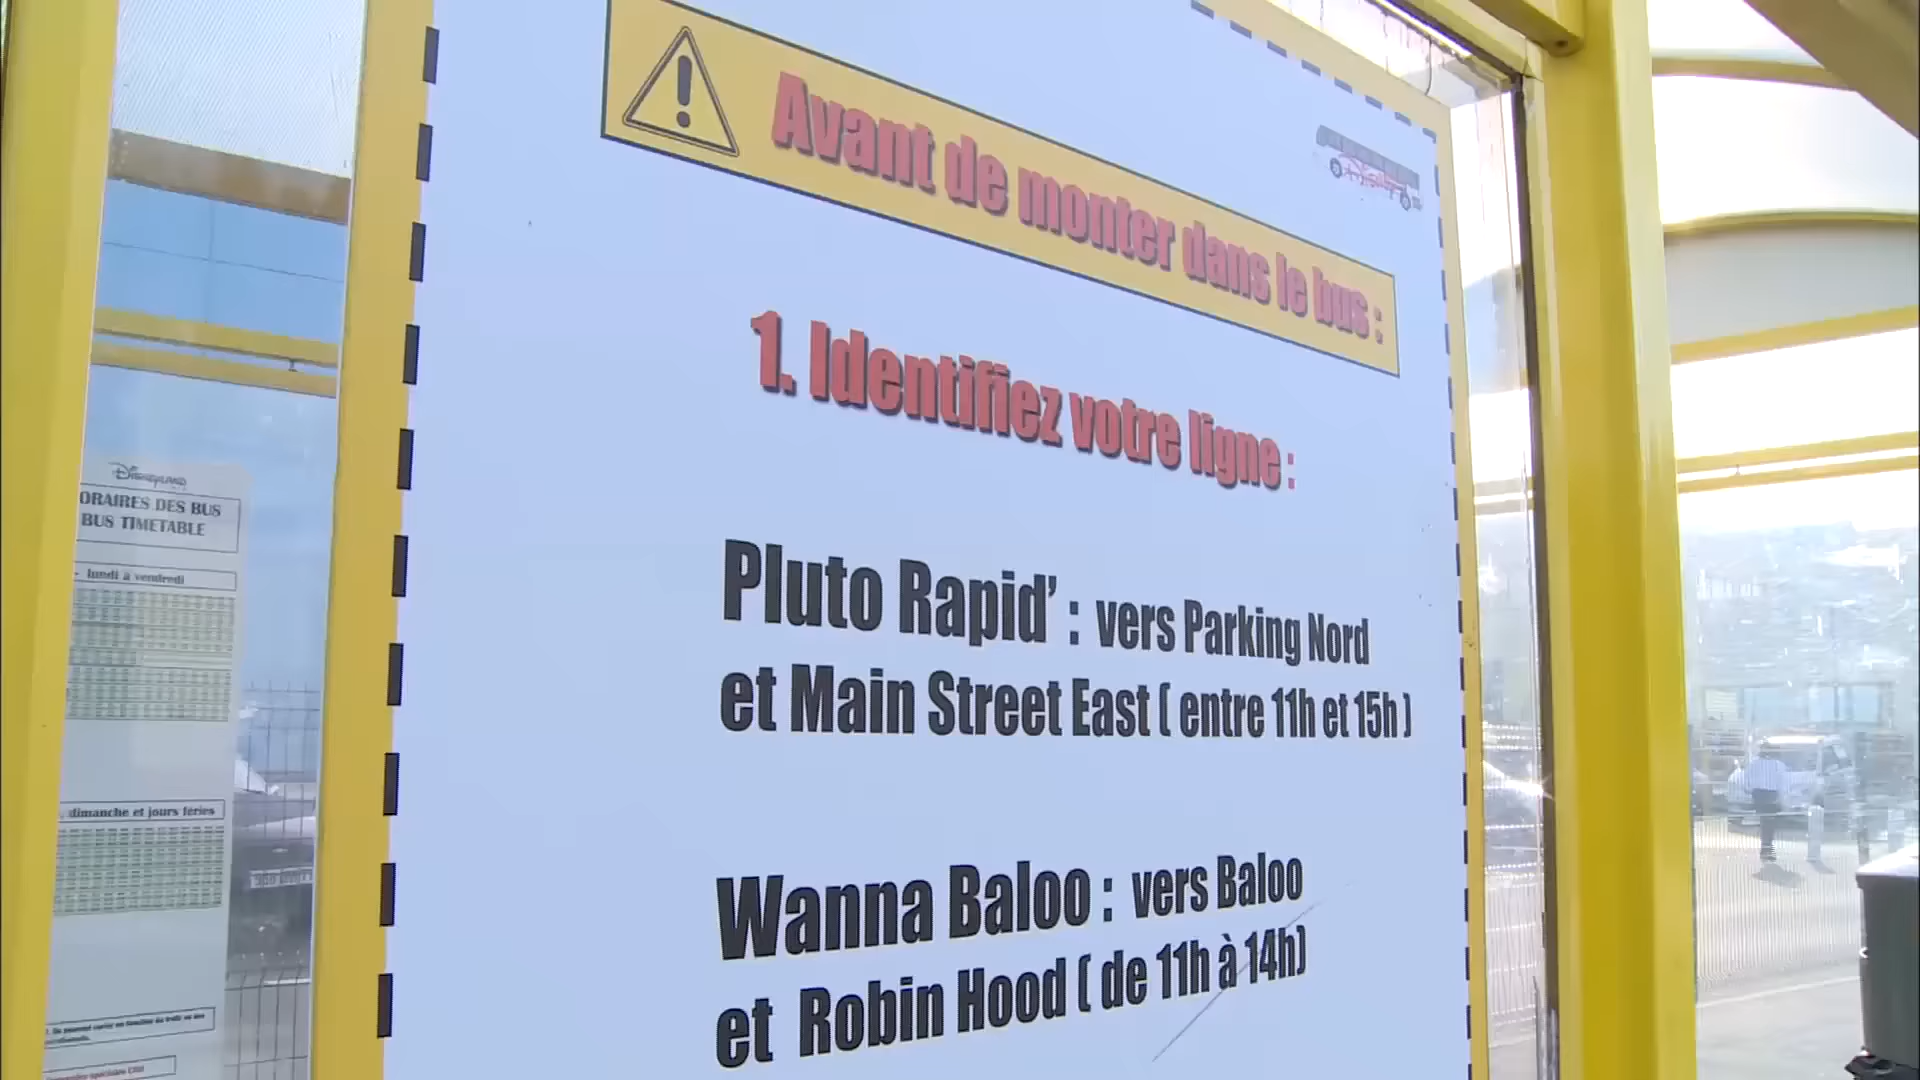 Avant de monter dans le bus :
1. Identifiez votre ligne :
Pluto Rapid' : vers Parking Nord
et Main Street East ( entre 11h et 15h )
Wanna Baloo : vers Baloo
et Robin Hood ( de 11h à 14h)
DISNEYLAND
ORAIRES DES BUS
BUS TIMETABLE
- lundi à vendredi
, dimanche et jours fériés